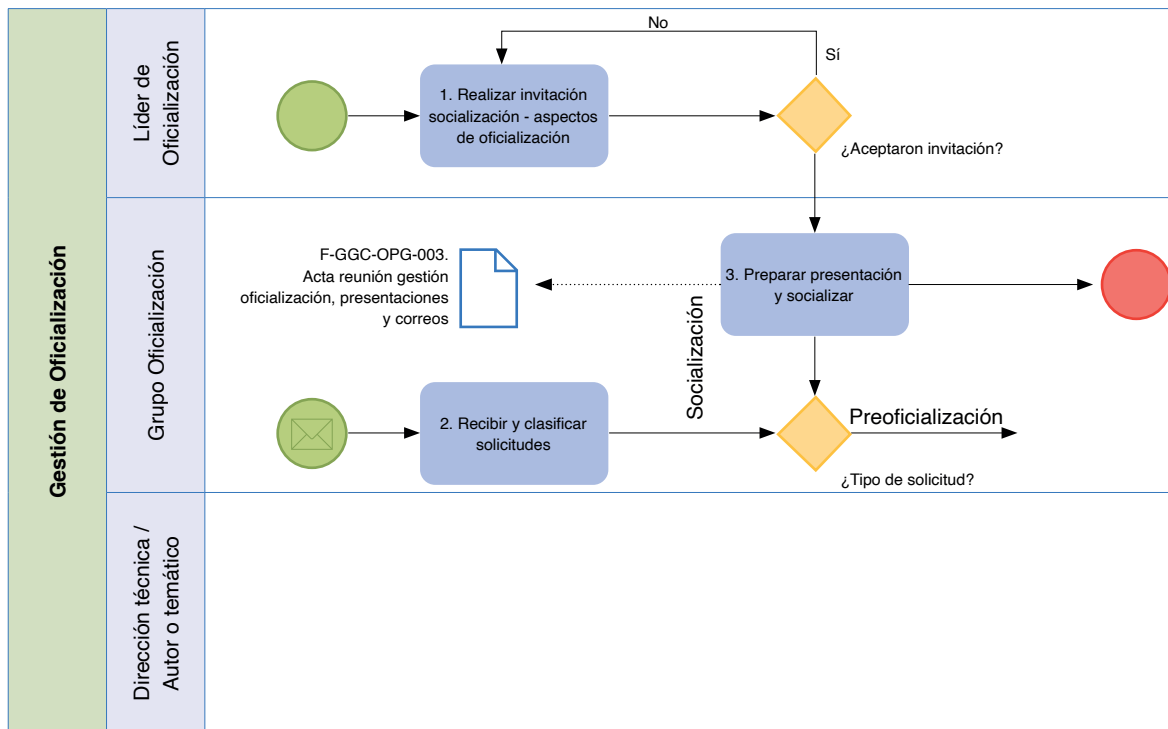 Gestión de Oficialización
Líder de
Oficialización
No
Sí
1. Realizar invitación
socialización - aspectos
de oficialización
¿Aceptaron invitación?
Grupo Oficialización
F-GGC-OPG-003.
Acta reunión gestión
oficialización, presentaciones
y correos
3. Preparar presentación
y socializar
Socialización
2. Recibir y clasificar
solicitudes
Preoficialización
¿Tipo de solicitud?
Dirección técnica /
Autor o temático